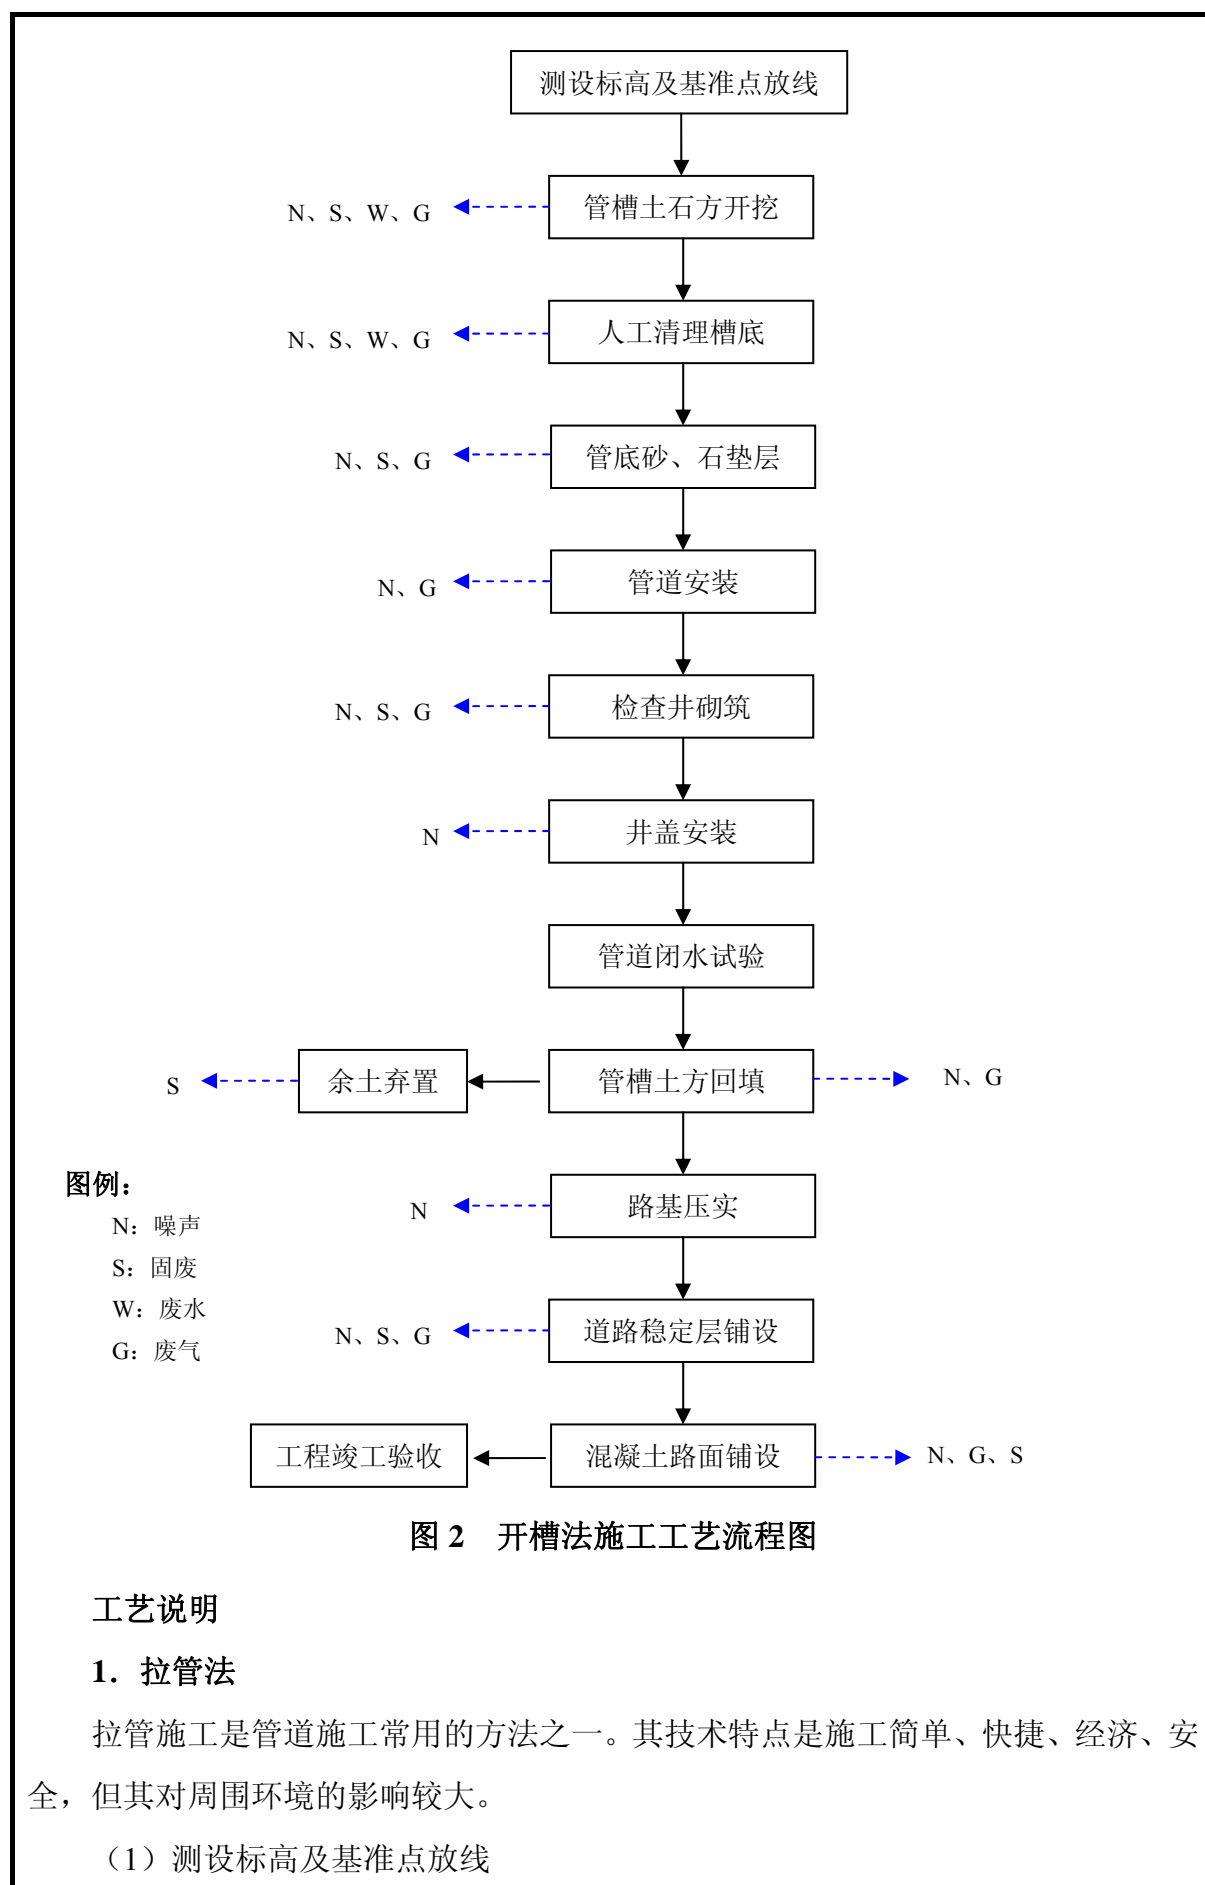 测设标高及基准点放线
N、S、W、G
管槽土石方开挖
N、S、W、G
人工清理槽底
N、S、G
管底砂、石垫层
N、G
管道安装
N、S、G
检查井砌筑
N
井盖安装
管道闭水试验
S
余土弃置
管槽土方回填
N、G
图例：
N：噪声
S：固废
W：废水
G：废气
N
路基压实
N、S、G
道路稳定层铺设
工程竣工验收
混凝土路面铺设
N、G、S
图 2 开槽法施工工艺流程图
工艺说明
1．拉管法
拉管施工是管道施工常用的方法之一。其技术特点是施工简单、快捷、经济、安
全，但其对周围环境的影响较大。
（1）测设标高及基准点放线